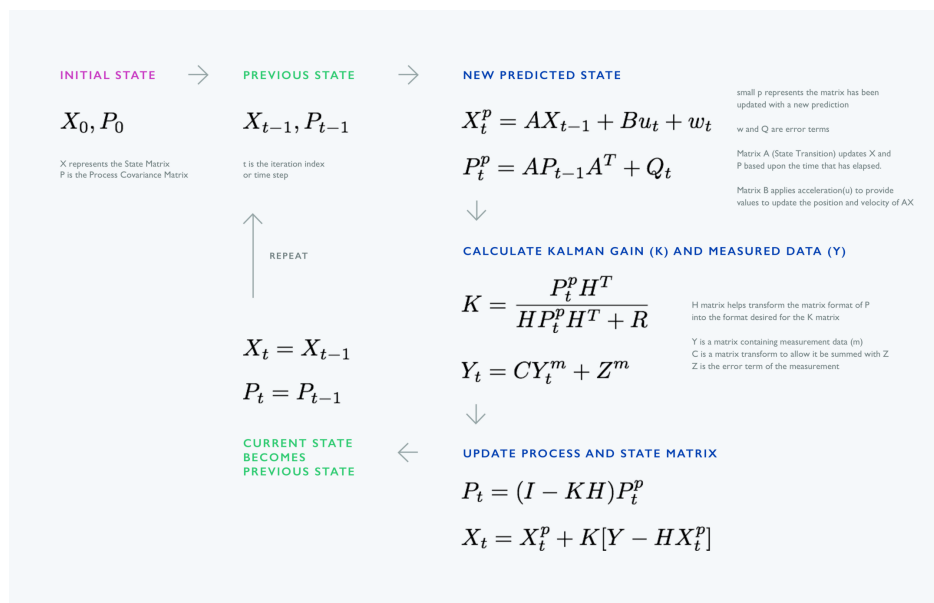 INITIAL STATE → PREVIOUS STATE → NEW PREDICTED STATE
X_0, P_0
X represents the State Matrix
P is the Process Covariance Matrix
X_{t-1}, P_{t-1}
t is the iteration index
or time step
X_t^p = AX_{t-1} + Bu_t + w_t
P_t^p = AP_{t-1}A^T + Q_t
small p represents the matrix has been
updated with a new prediction
w and Q are error terms
Matrix A (State Transition) updates X and
P based upon the time that has elapsed.
Matrix B applies acceleration(u) to provide
values to update the position and velocity of AX
CALCULATE KALMAN GAIN (K) AND MEASURED DATA (Y)
K = \frac{P_t^p H^T}{HP_t^p H^T + R}
Y_t = CY_t^m + Z^m
H matrix helps transform the matrix format of P
into the format desired for the K matrix
Y is a matrix containing measurement data (m)
C is a matrix transform to allow it be summed with Z
Z is the error term of the measurement
UPDATE PROCESS AND STATE MATRIX
P_t = (I − KH)P_t^p
X_t = X_t^p + K[Y − HX_t^p]
CURRENT STATE
BECOMES
PREVIOUS STATE
X_t = X_{t-1}
P_t = P_{t-1}
REPEAT